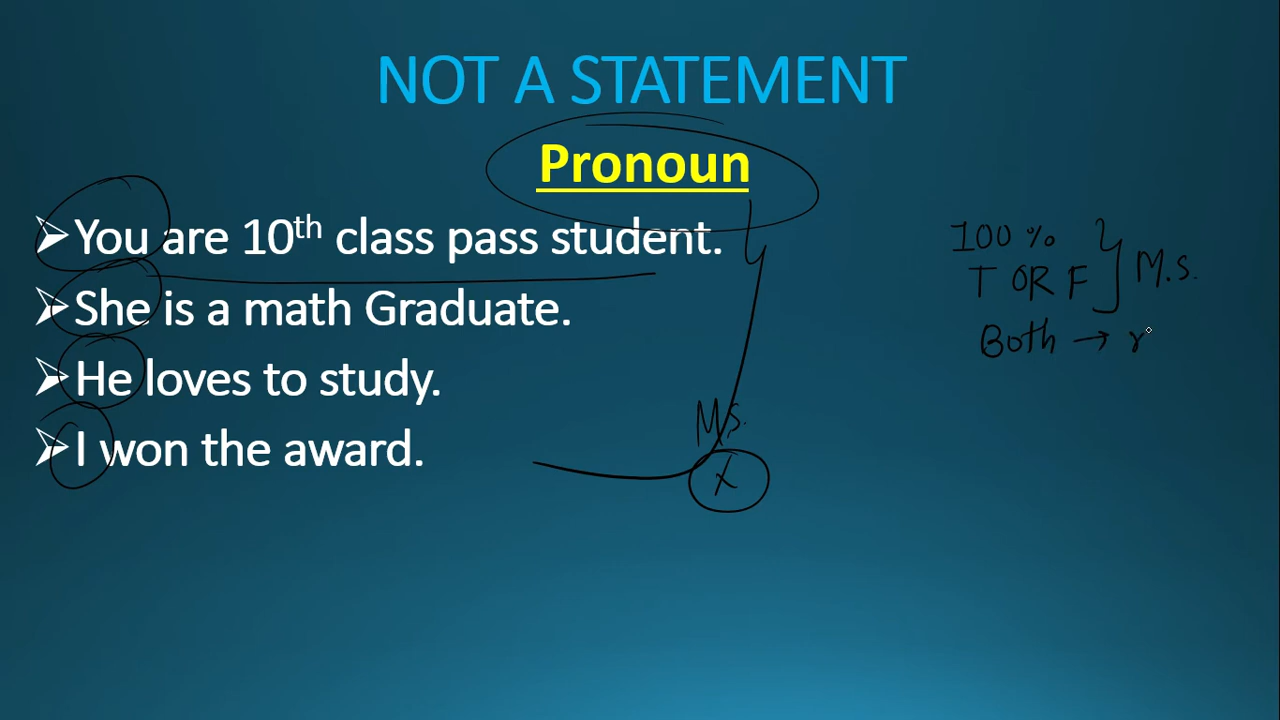 NOT A STATEMENT
Pronoun
You are 10th class pass student.
She is a math Graduate.
He loves to study.
I won the award.
M.S.
X
100 %
T OR F } M.S.
Both →